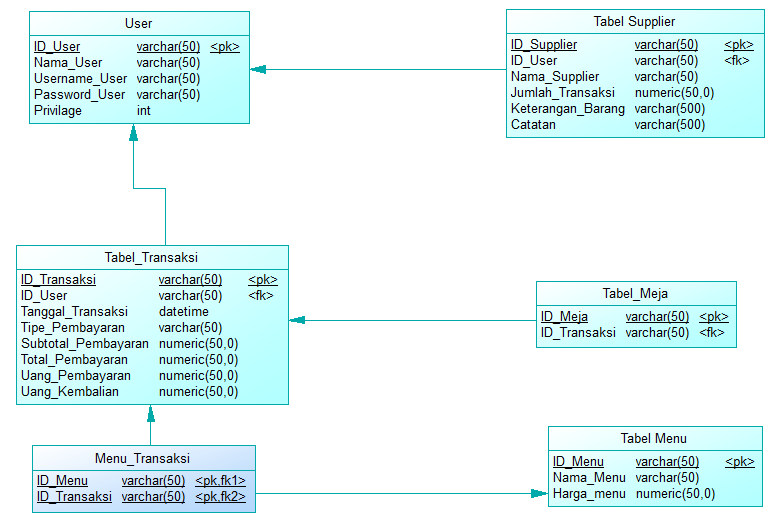 User
ID_User varchar(50) <pk>
Nama_User varchar(50)
Username_User varchar(50)
Password_User varchar(50)
Privilage int
Tabel Supplier
ID_Supplier varchar(50) <pk>
ID_User varchar(50) <fk>
Nama_Supplier varchar(50)
Jumlah_Transaksi numeric(50,0)
Keterangan_Barang varchar(500)
Catatan varchar(500)
Tabel_Transaksi
ID_Transaksi varchar(50) <pk>
ID_User varchar(50) <fk>
Tanggal_Transaksi datetime
Tipe_Pembayaran varchar(50)
Subtotal_Pembayaran numeric(50,0)
Total_Pembayaran numeric(50,0)
Uang_Pembayaran numeric(50,0)
Uang_Kembalian numeric(50,0)
Tabel_Meja
ID_Meja varchar(50) <pk>
ID_Transaksi varchar(50) <fk>
Menu_Transaksi
ID_Menu varchar(50) <pk,fk1>
ID_Transaksi varchar(50) <pk,fk2>
Tabel Menu
ID_Menu varchar(50) <pk>
Nama_Menu varchar(50)
Harga_menu numeric(50,0)